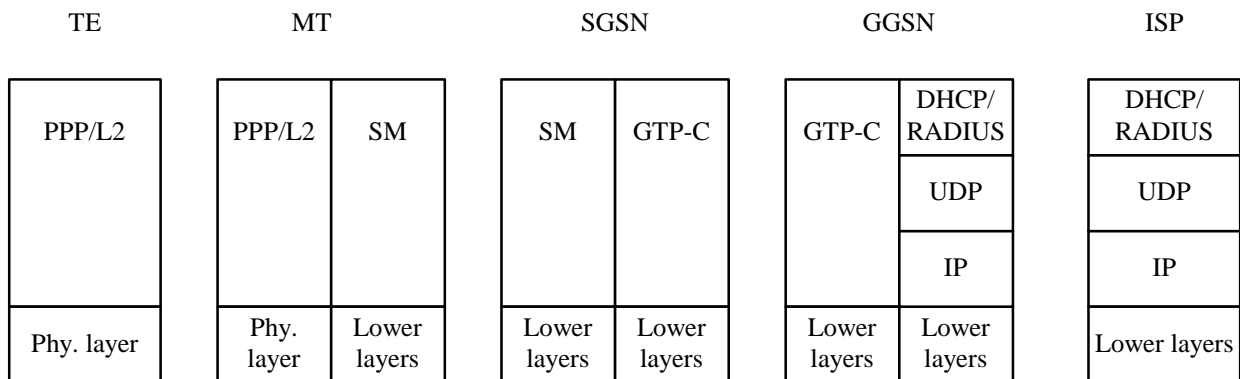 TE MT SGSN GGSN ISP
PPP/L2 PPP/L2 SM SM GTP-C GTP-C DHCP/ DHCP/
RADIUS RADIUS
UDP UDP
IP IP
Phy. layer Phy. Lower Lower Lower Lower Lower Lower layers
layer layers layers layers layers layers